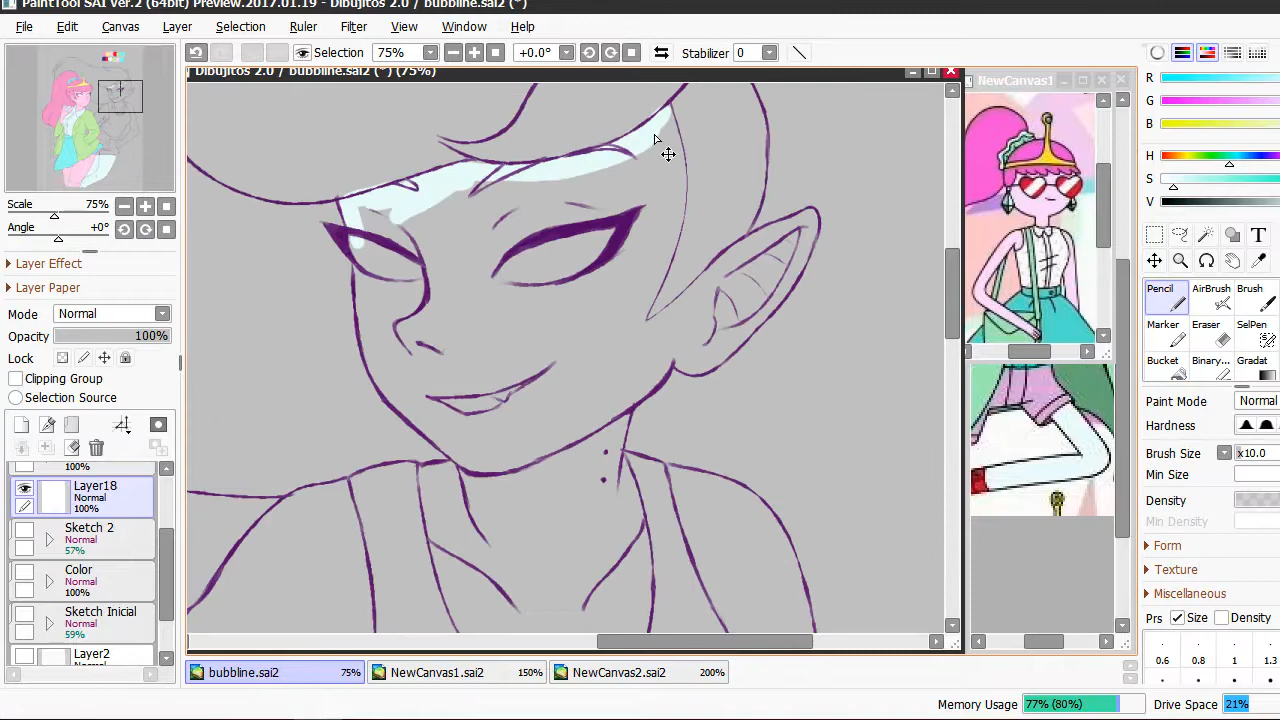 PaintTool SAI Ver.2 (64bit) Preview.2017.01.19 - Dibujitos 2.0 / bubbline.sai2 (*)
File Edit Canvas Layer Selection Ruler Filter View Window Help
Selection 75% +0.0° Stabilizer 0
Dibujitos 2.0 / bubbline.sai2 (*) (75%)
NewCanvas1
Scale 75%
Angle +0°
Layer Effect
Layer Paper
Mode Normal
Opacity 100%
Lock
Clipping Group
Selection Source
100%
Layer18
Normal
100%
Sketch 2
Normal
57%
Color
Normal
100%
Sketch Inicial
Normal
59%
Layer2
Normal
R
G
B
H
S
V
T
Pencil AirBrush Brush
Marker Eraser SelPen
Bucket Binary... Gradat
Paint Mode Normal
Hardness
Brush Size x10.0
Min Size
Density
Min Density
Form
Texture
Miscellaneous
Prs Size Density
0.6 0.8 1 1.3
bubbline.sai2 75% NewCanvas1.sai2 150% NewCanvas2.sai2 200%
Memory Usage 77% (80%) Drive Space 21%